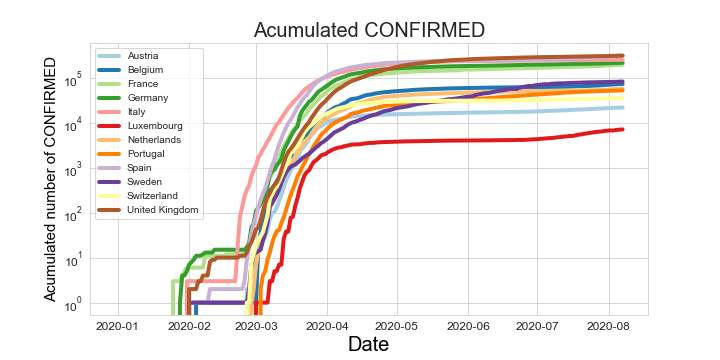 Acumulated CONFIRMED
Acumulated number of CONFIRMED
10^5
10^4
10^3
10^2
10^1
10^0
Austria
Belgium
France
Germany
Italy
Luxembourg
Netherlands
Portugal
Spain
Sweden
Switzerland
United Kingdom
2020-01 2020-02 2020-03 2020-04 2020-05 2020-06 2020-07 2020-08
Date